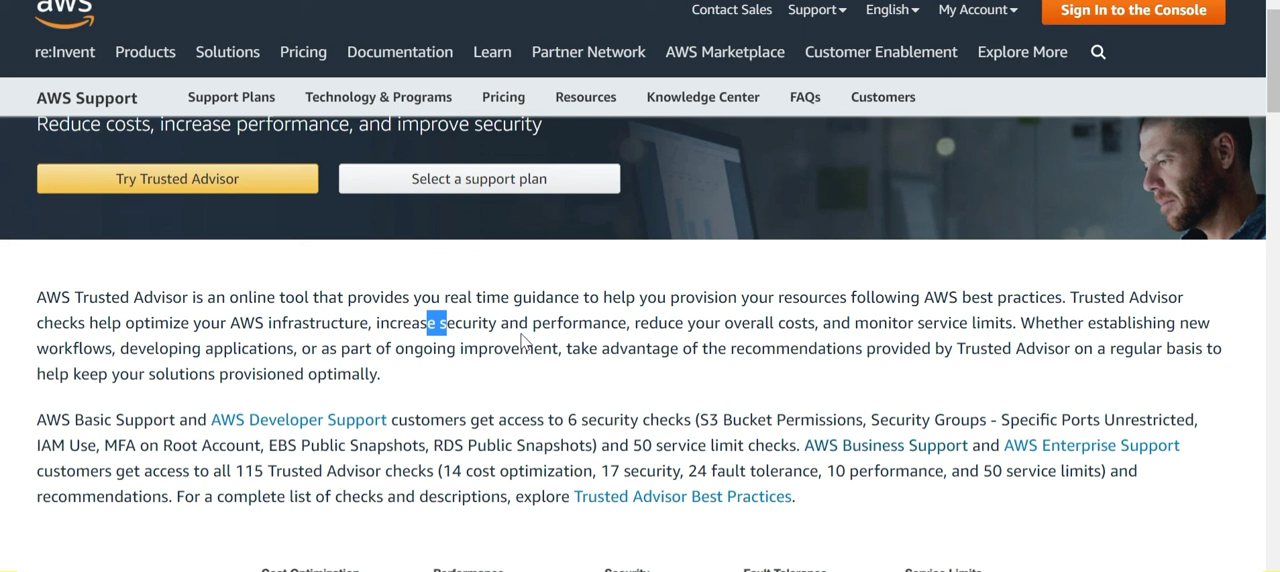 aws
Contact Sales Support English My Account Sign In to the Console
re:Invent Products Solutions Pricing Documentation Learn Partner Network AWS Marketplace Customer Enablement Explore More
AWS Support Support Plans Technology & Programs Pricing Resources Knowledge Center FAQs Customers
Reduce costs, increase performance, and improve security
Try Trusted Advisor Select a support plan
AWS Trusted Advisor is an online tool that provides you real time guidance to help you provision your resources following AWS best practices. Trusted Advisor
checks help optimize your AWS infrastructure, increase security and performance, reduce your overall costs, and monitor service limits. Whether establishing new
workflows, developing applications, or as part of ongoing improvement, take advantage of the recommendations provided by Trusted Advisor on a regular basis to
help keep your solutions provisioned optimally.
AWS Basic Support and AWS Developer Support customers get access to 6 security checks (S3 Bucket Permissions, Security Groups - Specific Ports Unrestricted,
IAM Use, MFA on Root Account, EBS Public Snapshots, RDS Public Snapshots) and 50 service limit checks. AWS Business Support and AWS Enterprise Support
customers get access to all 115 Trusted Advisor checks (14 cost optimization, 17 security, 24 fault tolerance, 10 performance, and 50 service limits) and
recommendations. For a complete list of checks and descriptions, explore Trusted Advisor Best Practices.
Cost Optimization Performance Security Fault Tolerance Service Limits